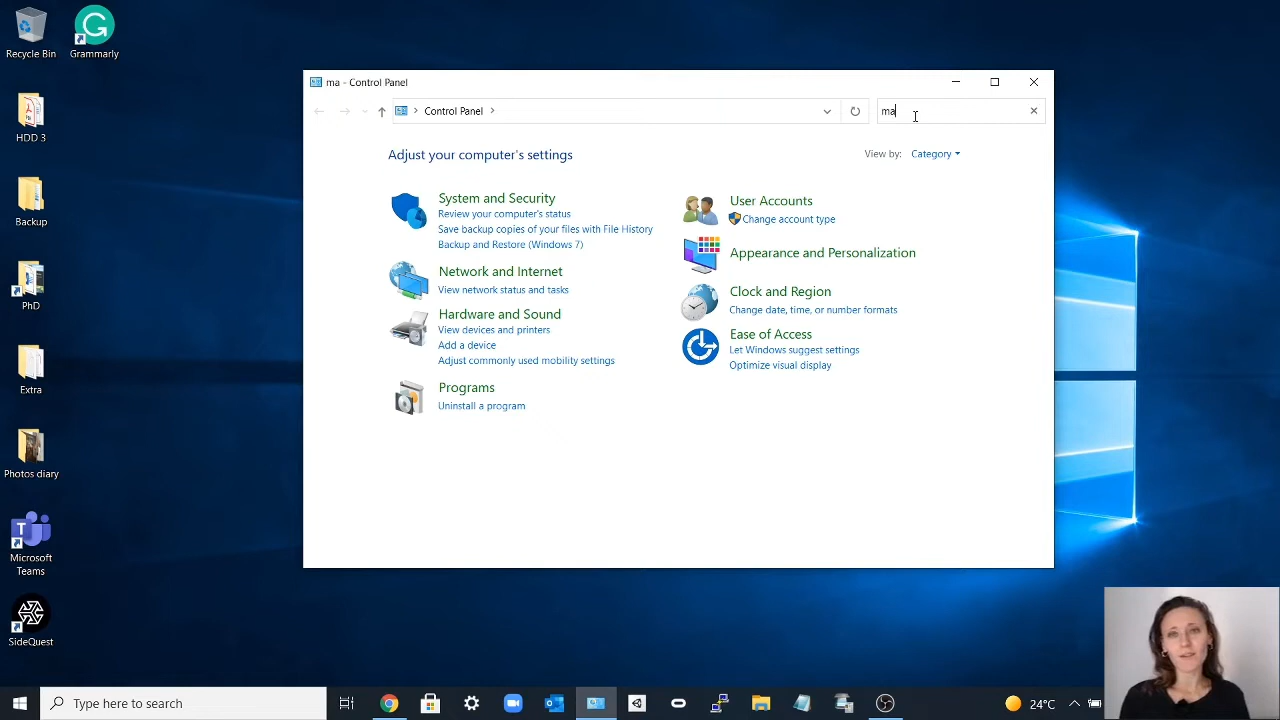 Recycle Bin
Grammarly
HDD 3
Backup
PhD
Extra
Photos diary
Microsoft
Teams
SideQuest
ma - Control Panel
Control Panel
ma
Adjust your computer's settings
View by: Category
System and Security
Review your computer's status
Save backup copies of your files with File History
Backup and Restore (Windows 7)
Network and Internet
View network status and tasks
Hardware and Sound
View devices and printers
Add a device
Adjust commonly used mobility settings
Programs
Uninstall a program
User Accounts
Change account type
Appearance and Personalization
Clock and Region
Change date, time, or number formats
Ease of Access
Let Windows suggest settings
Optimize visual display
Type here to search
24°C